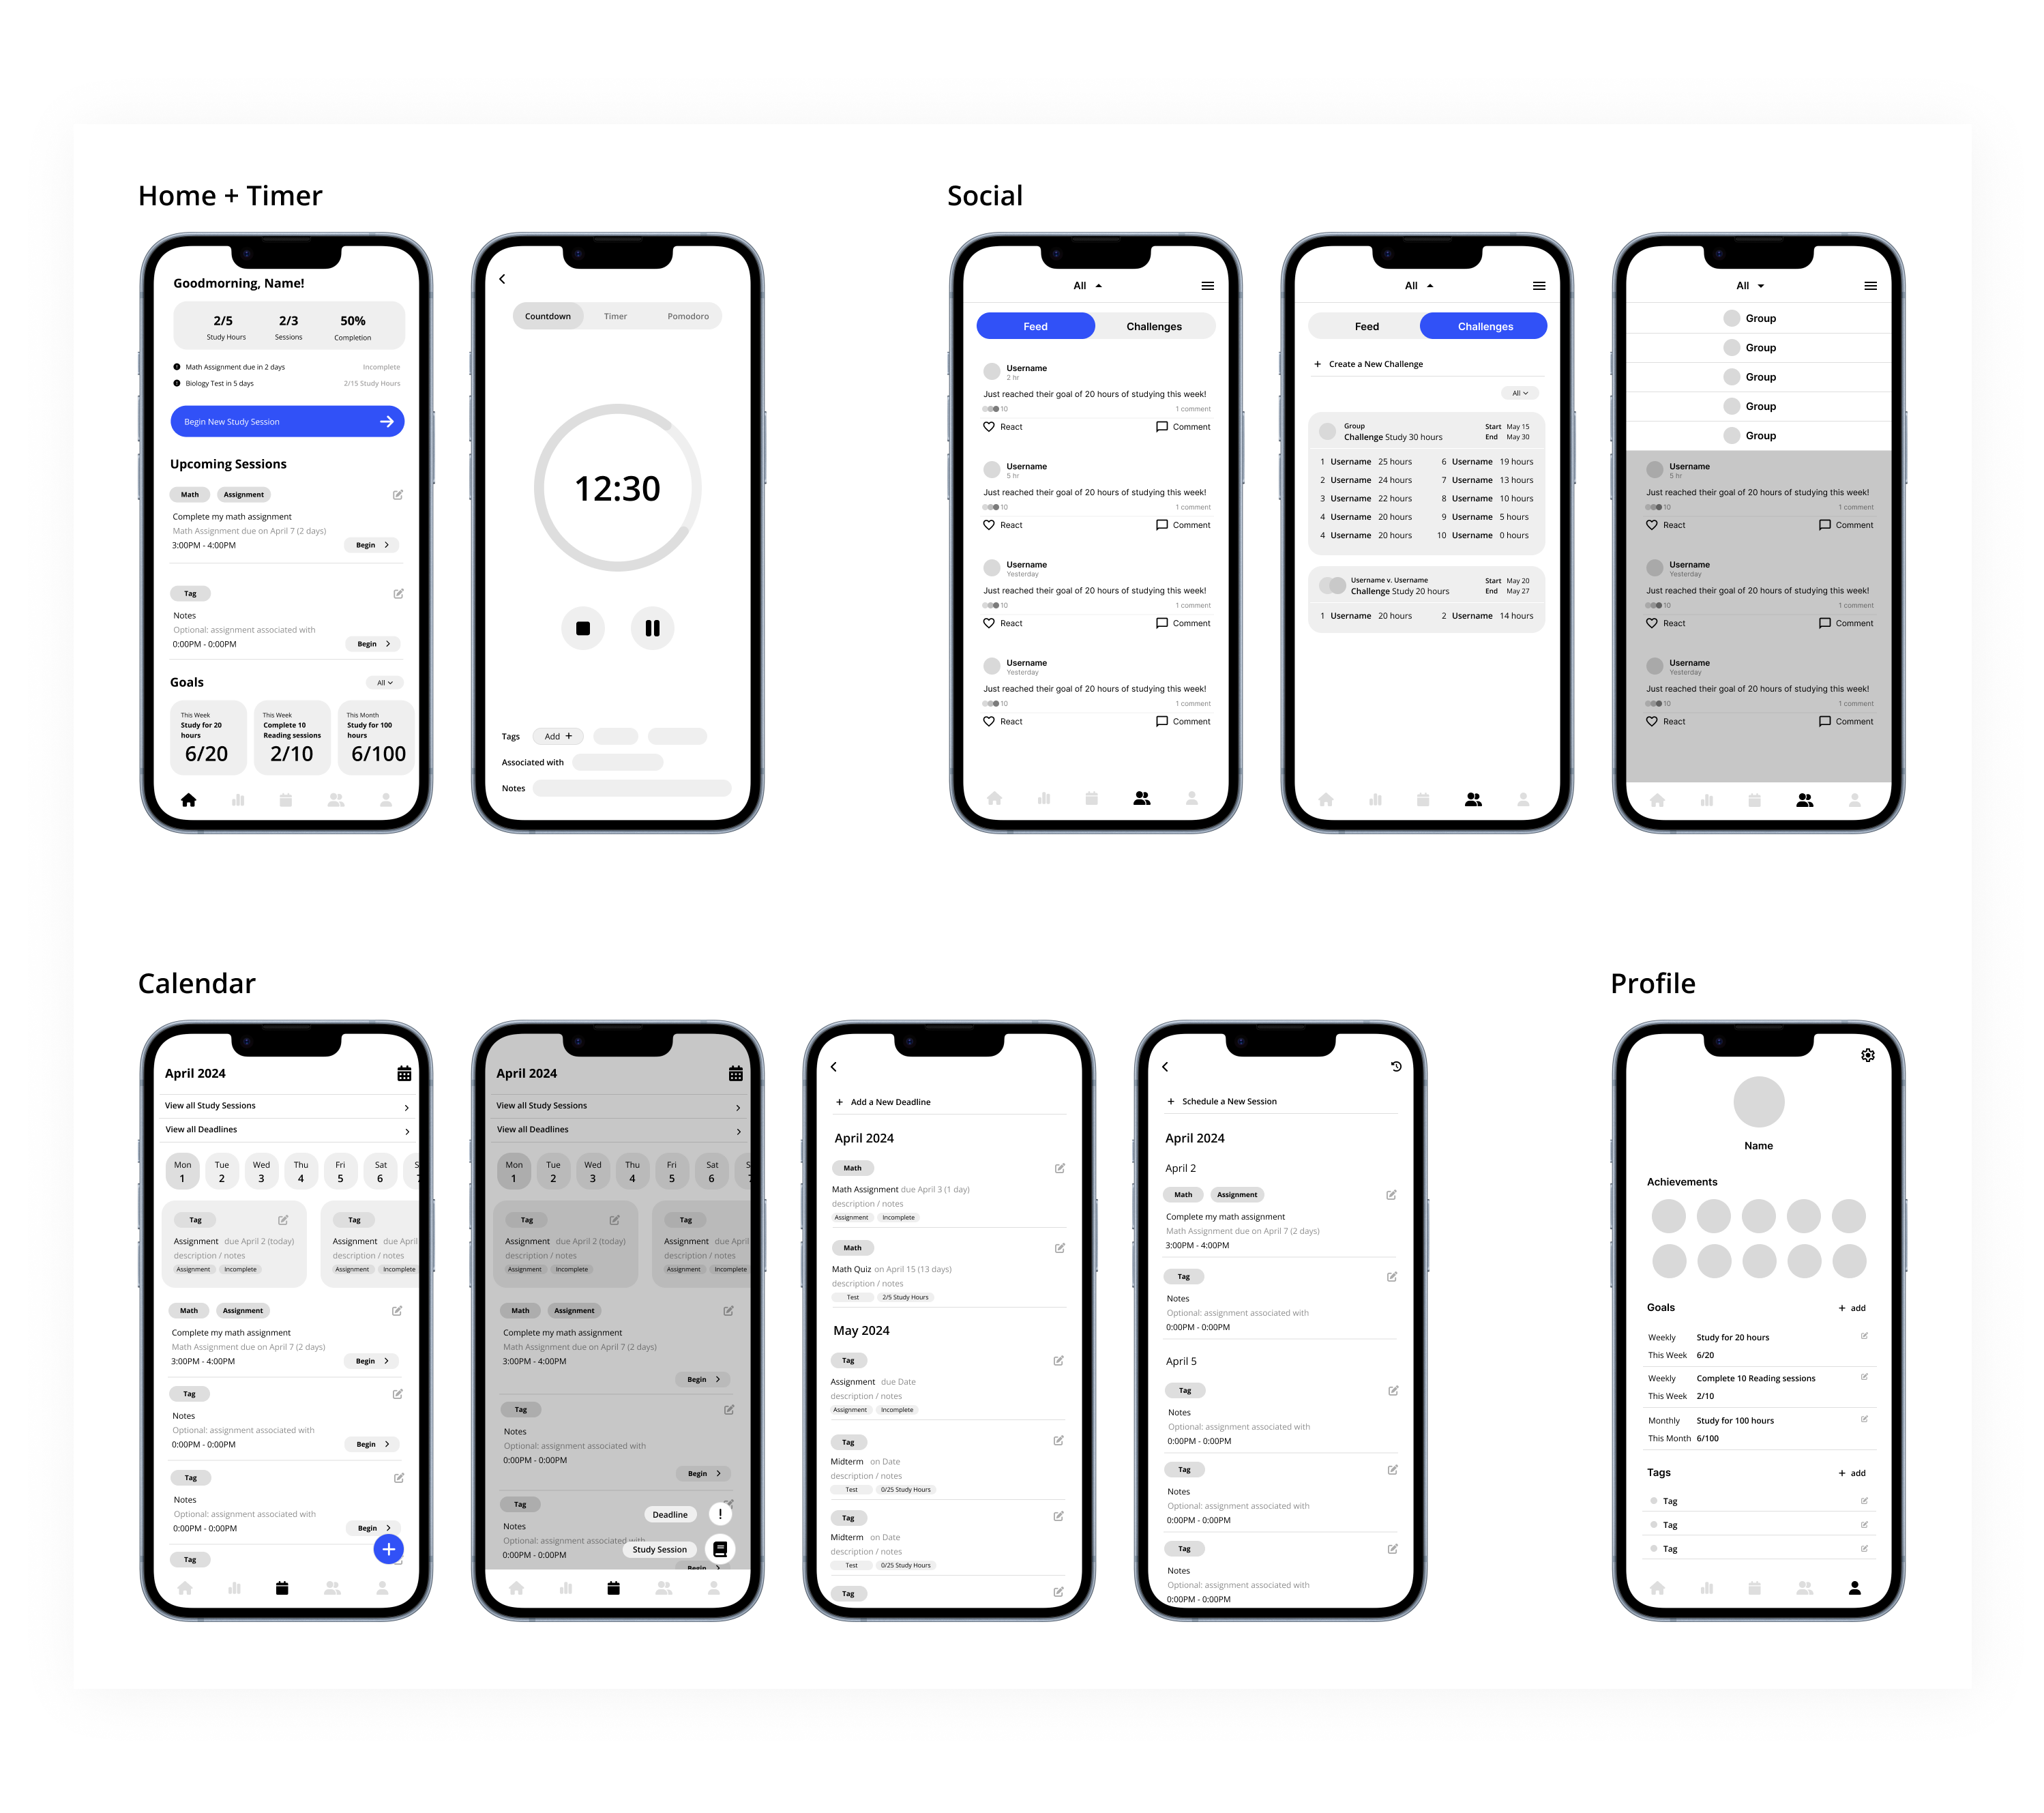 Home + Timer
Goodmorning, Name!
2/5 2/3 50%
Study Hours Sessions Completion
Math Assignment due in 2 days Incomplete
Biology Test in 5 days 2/15 Study Hours
Begin New Study Session
Upcoming Sessions
Math Assignment
Complete my math assignment
Math Assignment due on April 7 (2 days)
3:00PM - 4:00PM Begin
Tag
Notes
Optional: assignment associated with
0:00PM - 0:00PM Begin
Goals All
This Week This Week This Month
Study for 20 Complete 10 Study for 100
hours Reading sessions hours
6/20 2/10 6/100
Countdown Timer Pomodoro
12:30
Tags Add +
Associated with
Notes
Social
All
Feed Challenges
Username
2 hr
Just reached their goal of 20 hours of studying this week!
10 1 comment
React Comment
Username
5 hr
Just reached their goal of 20 hours of studying this week!
10 1 comment
React Comment
Username
Yesterday
Just reached their goal of 20 hours of studying this week!
10 1 comment
React Comment
Username
Yesterday
Just reached their goal of 20 hours of studying this week!
10 1 comment
React Comment
All
Feed Challenges
+ Create a New Challenge
All
Group Start May 15
Challenge Study 30 hours End May 30
1 Username 25 hours 6 Username 19 hours
2 Username 24 hours 7 Username 13 hours
3 Username 22 hours 8 Username 10 hours
4 Username 20 hours 9 Username 5 hours
4 Username 20 hours 10 Username 0 hours
Username v. Username Start May 20
Challenge Study 20 hours End May 27
1 Username 20 hours 2 Username 14 hours
All
Group
Group
Group
Group
Group
Username
5 hr
Just reached their goal of 20 hours of studying this week!
10 1 comment
React Comment
Username
Yesterday
Just reached their goal of 20 hours of studying this week!
10 1 comment
React Comment
Username
Yesterday
Just reached their goal of 20 hours of studying this week!
10 1 comment
React Comment
Calendar
April 2024
View all Study Sessions
View all Deadlines
Mon Tue Wed Thu Fri Sat S
1 2 3 4 5 6 7
Tag Tag
Assignment due April 2 (today) Assignment due April
description / notes description / notes
Assignment Incomplete Assignment Incomplete
Math Assignment
Complete my math assignment
Math Assignment due on April 7 (2 days)
3:00PM - 4:00PM Begin
Tag
Notes
Optional: assignment associated with
0:00PM - 0:00PM Begin
Tag
Notes
Optional: assignment associated with
0:00PM - 0:00PM Begin
Tag
+
April 2024
View all Study Sessions
View all Deadlines
Mon Tue Wed Thu Fri Sat S
1 2 3 4 5 6 7
Tag Tag
Assignment due April 2 (today) Assignment due April
description / notes description / notes
Assignment Incomplete Assignment Incomplete
Math Assignment
Complete my math assignment
Math Assignment due on April 7 (2 days)
3:00PM - 4:00PM
Begin
Tag
Notes
Optional: assignment associated with
0:00PM - 0:00PM
Begin
Tag
Deadline !
Notes
Optional: assignment associated with
Study Session
0:00PM - 0:00PM
Begin
+ Add a New Deadline
April 2024
Math
Math Assignment due April 3 (1 day)
description / notes
Assignment Incomplete
Math
Math Quiz on April 15 (13 days)
description / notes
Test 2/5 Study Hours
May 2024
Tag
Assignment due Date
description / notes
Assignment Incomplete
Tag
Midterm on Date
description / notes
Test 0/25 Study Hours
Tag
Midterm on Date
description / notes
Test 0/25 Study Hours
Tag
+ Schedule a New Session
April 2024
April 2
Math Assignment
Complete my math assignment
Math Assignment due on April 7 (2 days)
3:00PM - 4:00PM
Tag
Notes
Optional: assignment associated with
0:00PM - 0:00PM
April 5
Tag
Notes
Optional: assignment associated with
0:00PM - 0:00PM
Tag
Notes
Optional: assignment associated with
0:00PM - 0:00PM
Tag
Notes
Optional: assignment associated with
0:00PM - 0:00PM
Profile
Name
Achievements
Goals + add
Weekly Study for 20 hours
This Week 6/20
Weekly Complete 10 Reading sessions
This Week 2/10
Monthly Study for 100 hours
This Month 6/100
Tags + add
Tag
Tag
Tag